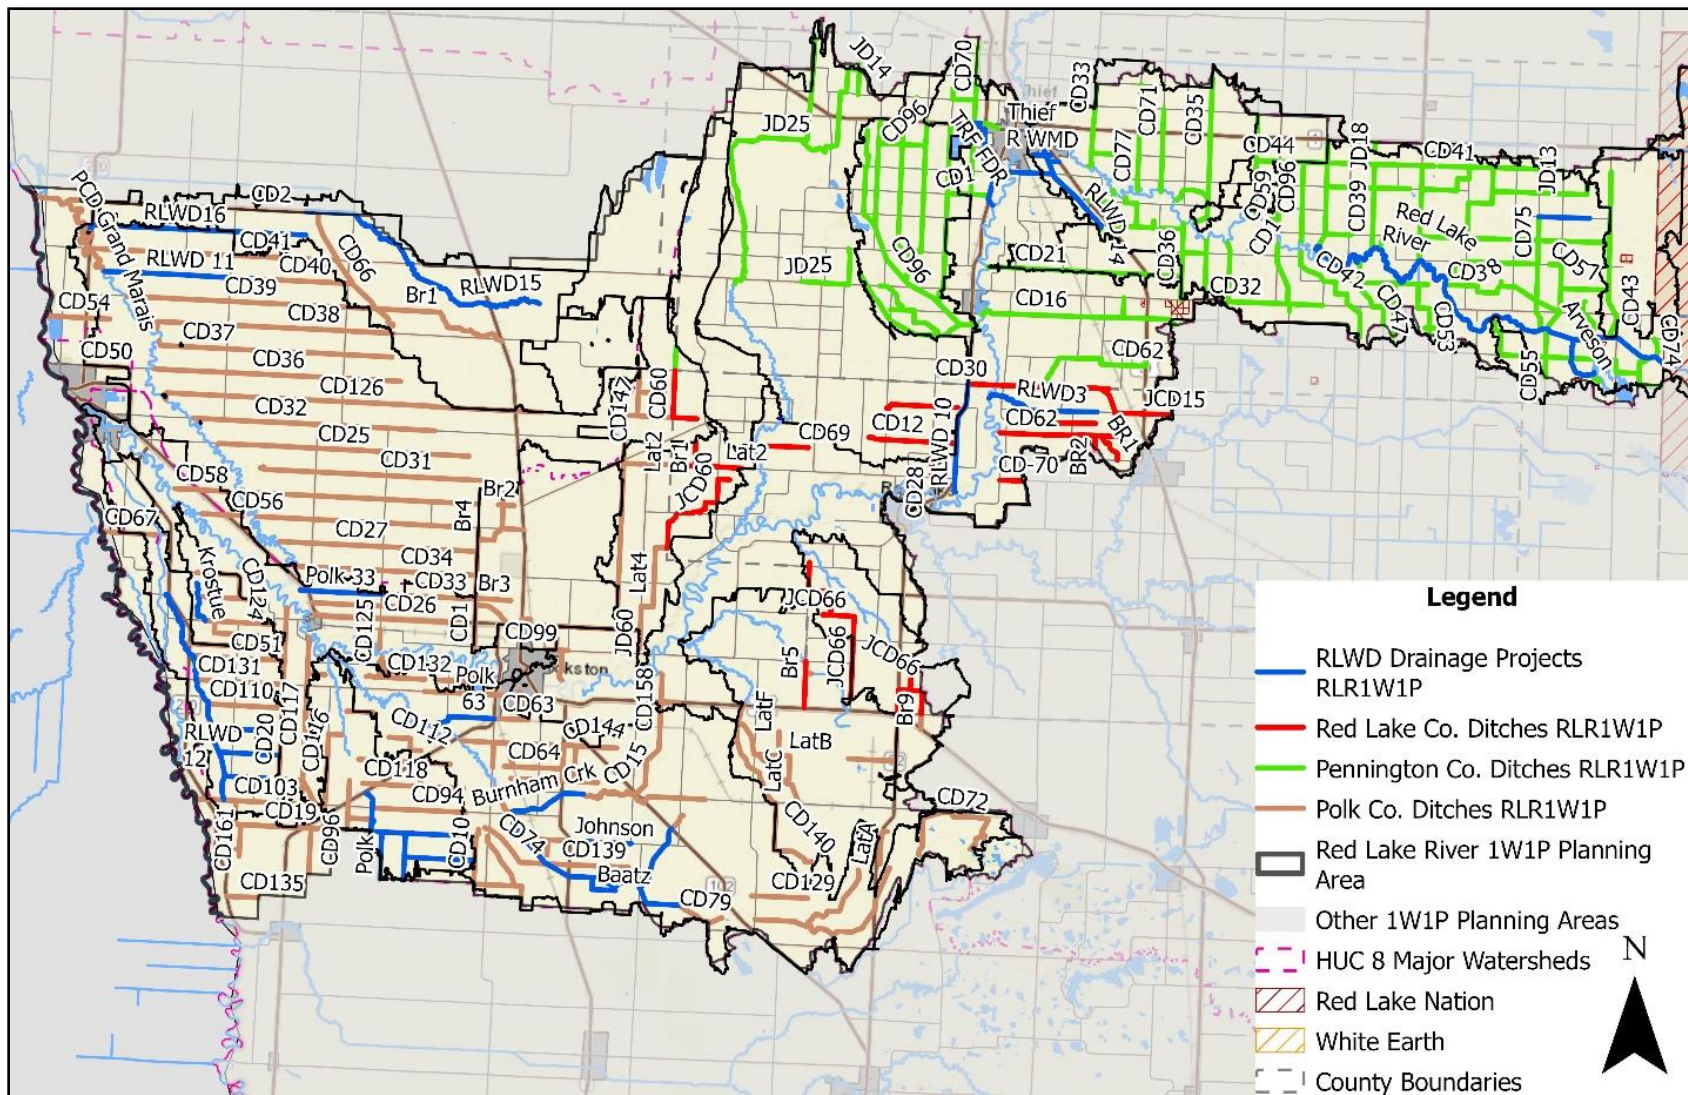 JD14
CD70
CD33
CD71
CD35
JD25
CD96
TRF FDR
Thief
R WMD
CD77
CD44
JD18
CD41
JD13
CD1
CD59
CD96
CD39
Red Lake
River
CD75
CD57
RLWD 14
CD36
CD21
JD25
CD96
CD16
CD32
CD42
CD38
CD47
CD53
Arveson
CD43
CD74
CD55
PCD Grand Marais
CD2
RLWD16
CD41
CD66
RLWD 11
CD40
CD39
Br1
RLWD15
CD54
CD38
CD37
CD50
CD36
CD126
CD32
CD25
CD31
CD58
CD56
Br2
Br4
CD27
CD67
CD34
Krostue
CD124
Polk 33
CD33
Br3
CD26
CD125
CD1
CD51
CD99
CD131
CD132
Polk
63
CD63
CD110
CD117
CD20
CD116
CD112
RLWD
12
CD144
CD64
CD15
CD118
CD103
CD94
Burnham Crk
CD19
CD161
CD96
Polk
CD10
CD74
Johnson
CD139
Baatz
CD135
CD79
CD147
CD60
Lat2
Br1
JCD60
Lat2
CD69
CD12
CD30
RLWD 10
RLWD3
CD62
CD62
JCD15
BR1
BR2
CD-70
CD28
Lat4
JD60
CD158
JCD66
JCD66
JCD66
Br5
Br9
LatF
LatB
LatC
CD140
LatA
CD129
CD72
102
Legend
RLWD Drainage Projects
RLR1W1P
Red Lake Co. Ditches RLR1W1P
Pennington Co. Ditches RLR1W1P
Polk Co. Ditches RLR1W1P
Red Lake River 1W1P Planning
Area
Other 1W1P Planning Areas
HUC 8 Major Watersheds
Red Lake Nation
White Earth
County Boundaries
N